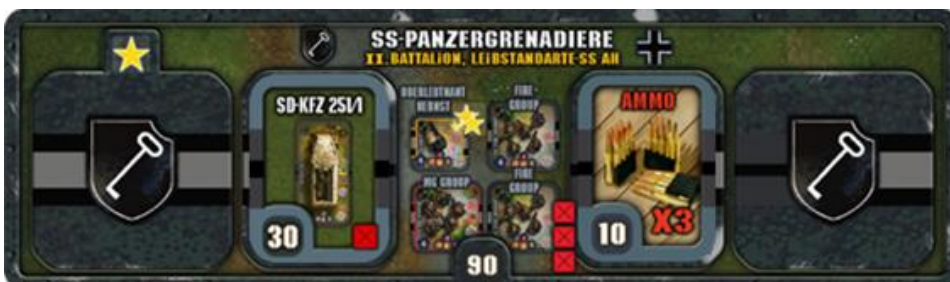 SS-PANZERGRENADIERE
II. BATTALION, LEIBSTANDARTE-SS AH
SD-KFZ 251/1
30
OBERLEUTNANT
HERBST
FIRE
GROUP
MG GROUP
FIRE
GROUP
90
AMMO
X3
10